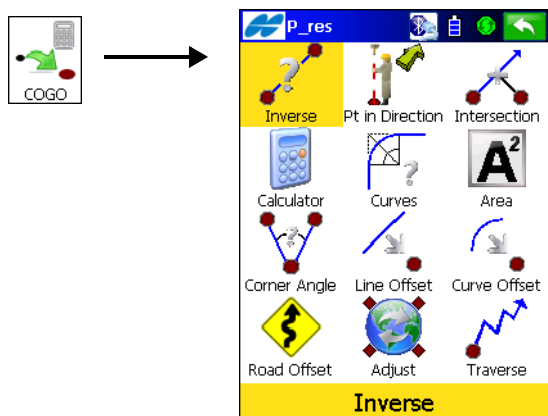 COGO
P_res
Inverse Pt in Direction Intersection
A2
Calculator Curves Area
Corner Angle Line Offset Curve Offset
Road Offset Adjust Traverse
Inverse